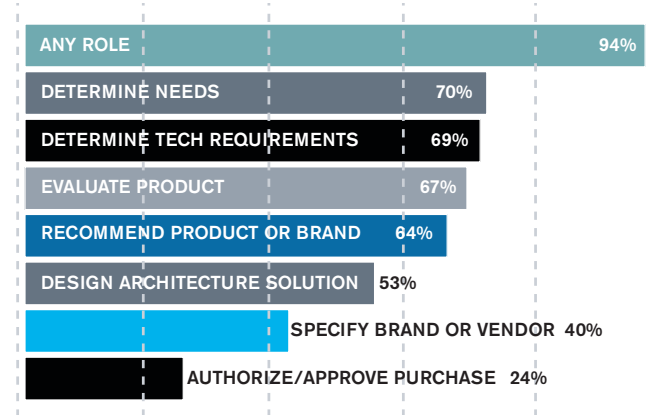 ANY ROLE 94%
DETERMINE NEEDS 70%
DETERMINE TECH REQUIREMENTS 69%
EVALUATE PRODUCT 67%
RECOMMEND PRODUCT OR BRAND 64%
DESIGN ARCHITECTURE SOLUTION 53%
SPECIFY BRAND OR VENDOR 40%
AUTHORIZE/APPROVE PURCHASE 24%